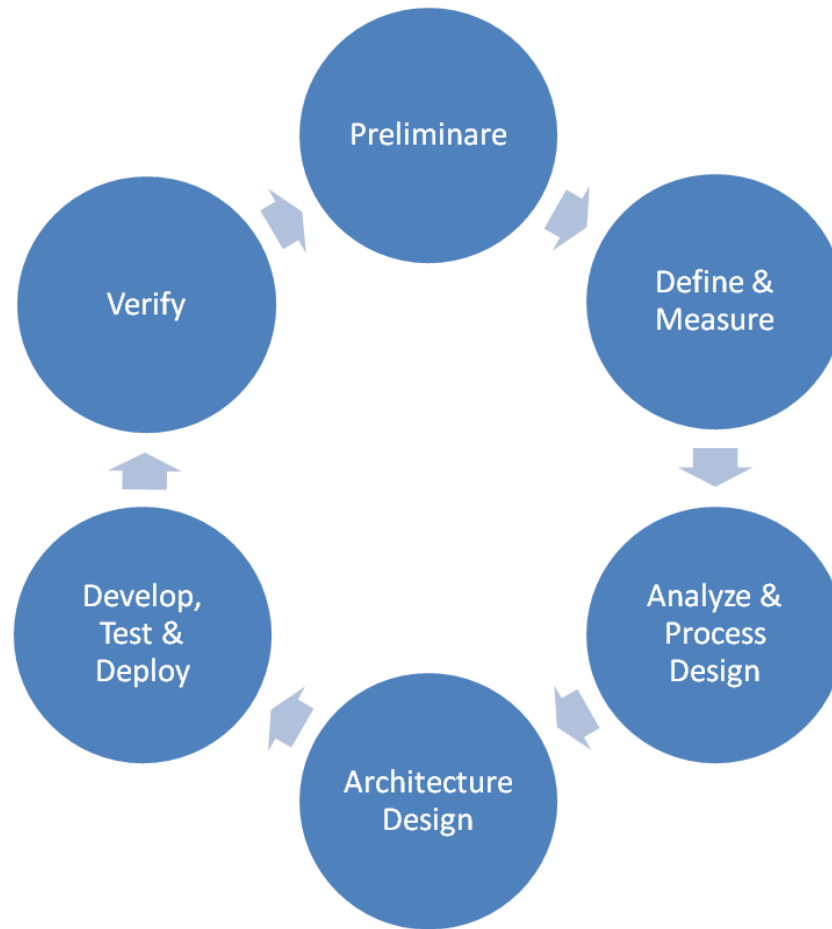 Preliminare
Define &
Measure
Analyze &
Process
Design
Architecture
Design
Develop,
Test &
Deploy
Verify